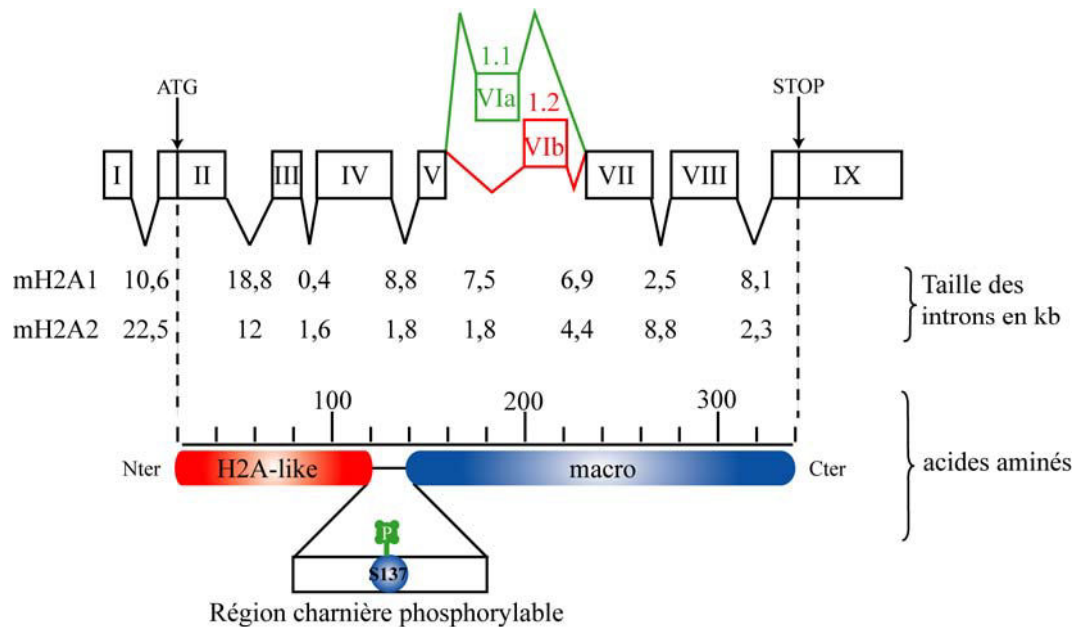 1.1
ATG
STOP
VIa
1.2
VIb
I II III IV V VII VIII IX
mH2A1 10,6 18,8 0,4 8,8 7,5 6,9 2,5 8,1
Taille des
introns en kb
mH2A2 22,5 12 1,6 1,8 1,8 4,4 8,8 2,3
100 200 300
Nter H2A-like macro Cter
acides aminés
P
S137
Région charnière phosphorylable